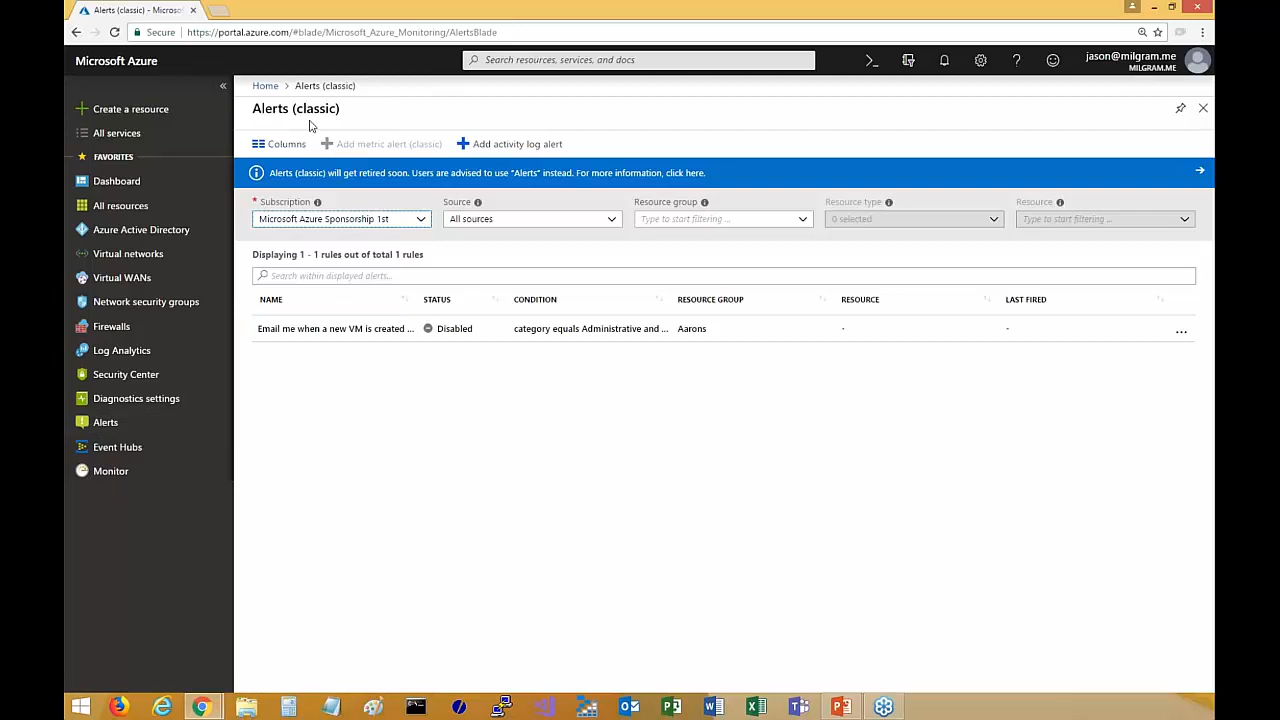 Alerts (classic) - Micros
Secure
https://portal.azure.com/#blade/Microsoft_Azure_Monitoring/AlertsBlade
Microsoft Azure
Search resources, services, and docs
jason@milgram.me
MILGRAM.ME
Create a resource
All services
FAVORITES
Dashboard
All resources
Azure Active Directory
Virtual networks
Virtual WANs
Network security groups
Firewalls
Log Analytics
Security Center
Diagnostics settings
Alerts
Event Hubs
Monitor
Home > Alerts (classic)
Alerts (classic)
Columns Add metric alert (classic) Add activity log alert
Alerts (classic) will get retired soon. Users are advised to use "Alerts" instead. For more information, click here.
* Subscription Source Resource group Resource type Resource
Microsoft Azure Sponsorship 1st All sources Type to start filtering ... 0 selected Type to start filtering ...
Displaying 1 - 1 rules out of total 1 rules
Search within displayed alerts...
NAME STATUS CONDITION RESOURCE GROUP RESOURCE LAST FIRED
Email me when a new VM is created ... Disabled category equals Administrative and ... Aarons - - ...